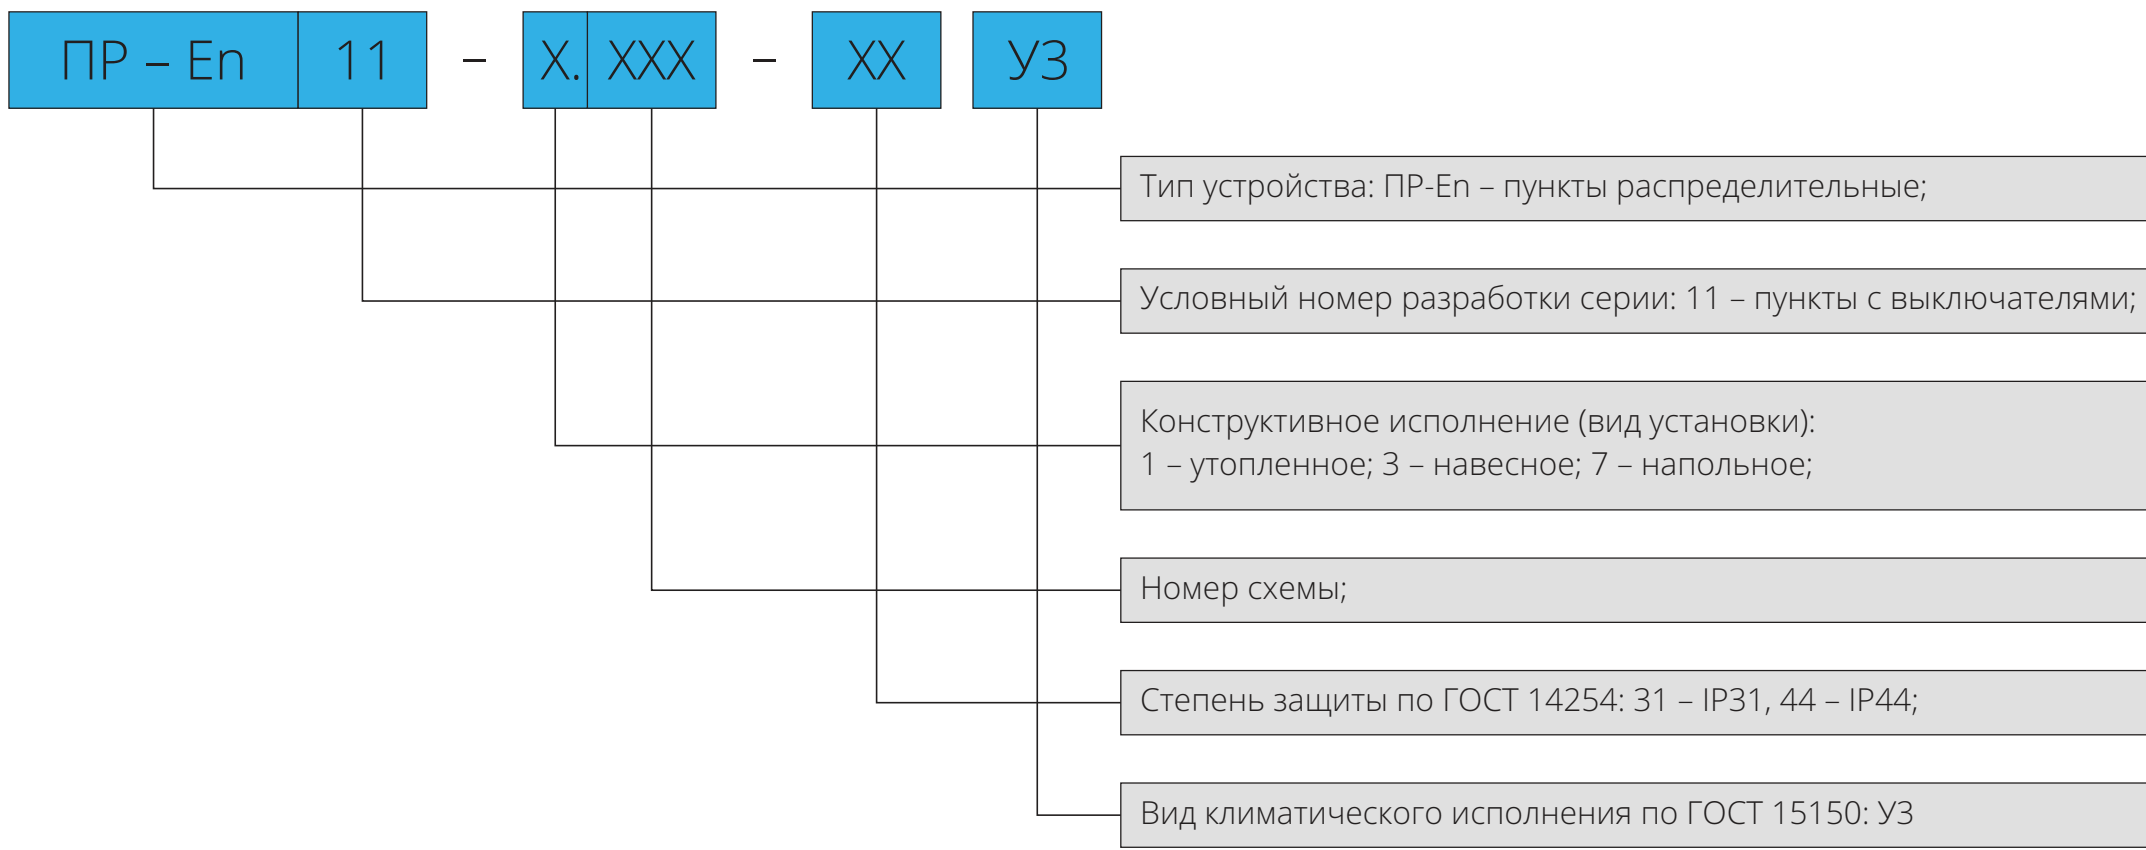 ПР – En 11 – X. XXX – XX У3
Тип устройства: ПР-En – пункты распределительные;
Условный номер разработки серии: 11 – пункты с выключателями;
Конструктивное исполнение (вид установки):
1 – утопленное; 3 – навесное; 7 – напольное;
Номер схемы;
Степень защиты по ГОСТ 14254: 31 – IP31, 44 – IP44;
Вид климатического исполнения по ГОСТ 15150: У3